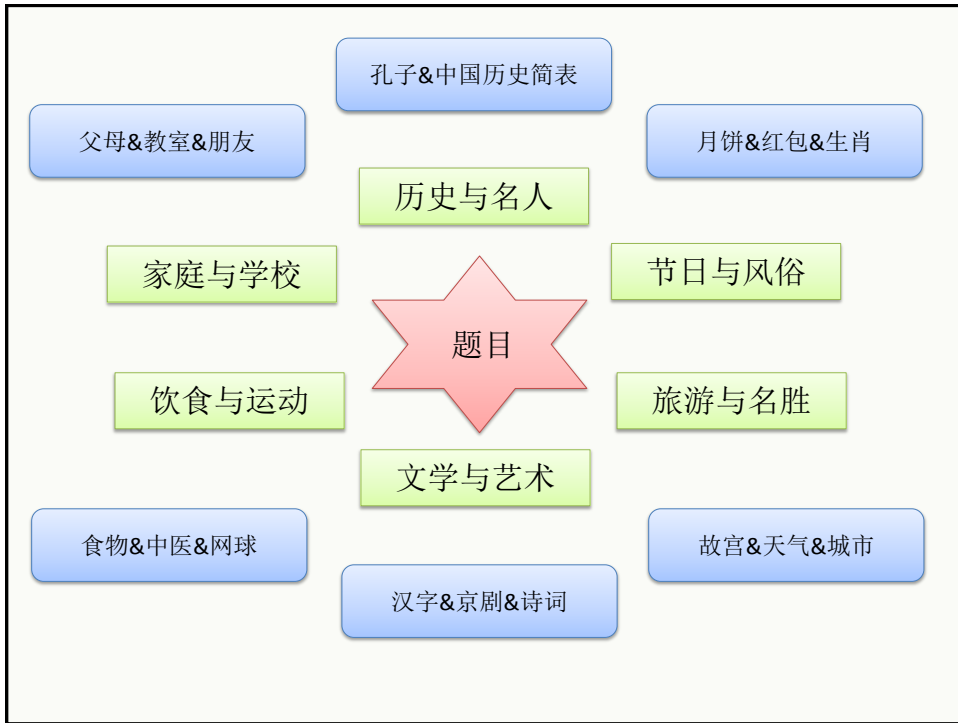 孔子&中国历史简表
父母&教室&朋友
月饼&红包&生肖
历史与名人
家庭与学校
节日与风俗
题目
饮食与运动
旅游与名胜
文学与艺术
食物&中医&网球
故宫&天气&城市
汉字&京剧&诗词